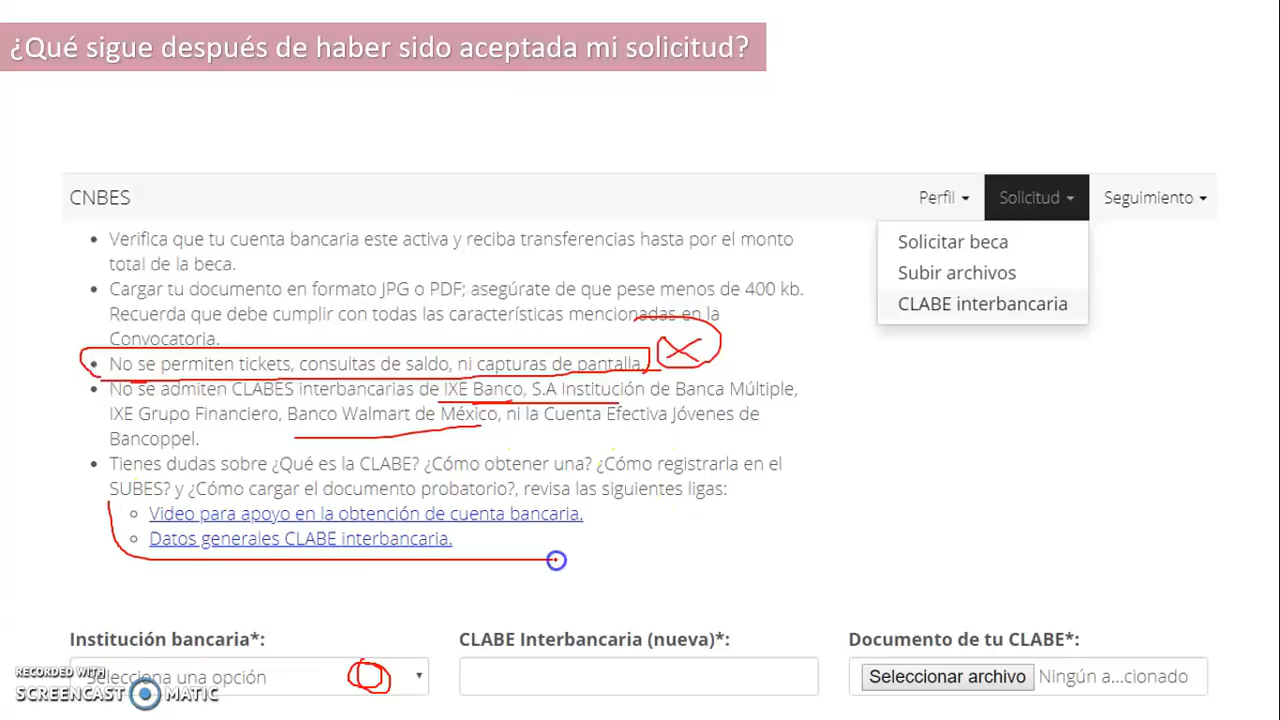 ¿Qué sigue después de haber sido aceptada mi solicitud?
CNBES
Perfil
Solicitud
Seguimiento
Solicitar beca
Subir archivos
CLABE interbancaria
Verifica que tu cuenta bancaria este activa y reciba transferencias hasta por el monto
total de la beca.
Cargar tu documento en formato JPG o PDF; asegúrate de que pese menos de 400 kb.
Recuerda que debe cumplir con todas las características mencionadas en la
Convocatoria.
No se permiten tickets, consultas de saldo, ni capturas de pantalla.
No se admiten CLABES interbancarias de IXE Banco, S.A Institución de Banca Múltiple,
IXE Grupo Financiero, Banco Walmart de México, ni la Cuenta Efectiva Jóvenes de
Bancoppel.
Tienes dudas sobre ¿Qué es la CLABE? ¿Cómo obtener una? ¿Cómo registrarla en el
SUBES? y ¿Cómo cargar el documento probatorio?, revisa las siguientes ligas:
Video para apoyo en la obtención de cuenta bancaria.
Datos generales CLABE interbancaria.
Institución bancaria*:
CLABE Interbancaria (nueva)*:
Documento de tu CLABE*:
Selecciona una opción
Seleccionar archivo Ningún a...cionado
RECORDED WITH
SCREENCAST MATIC